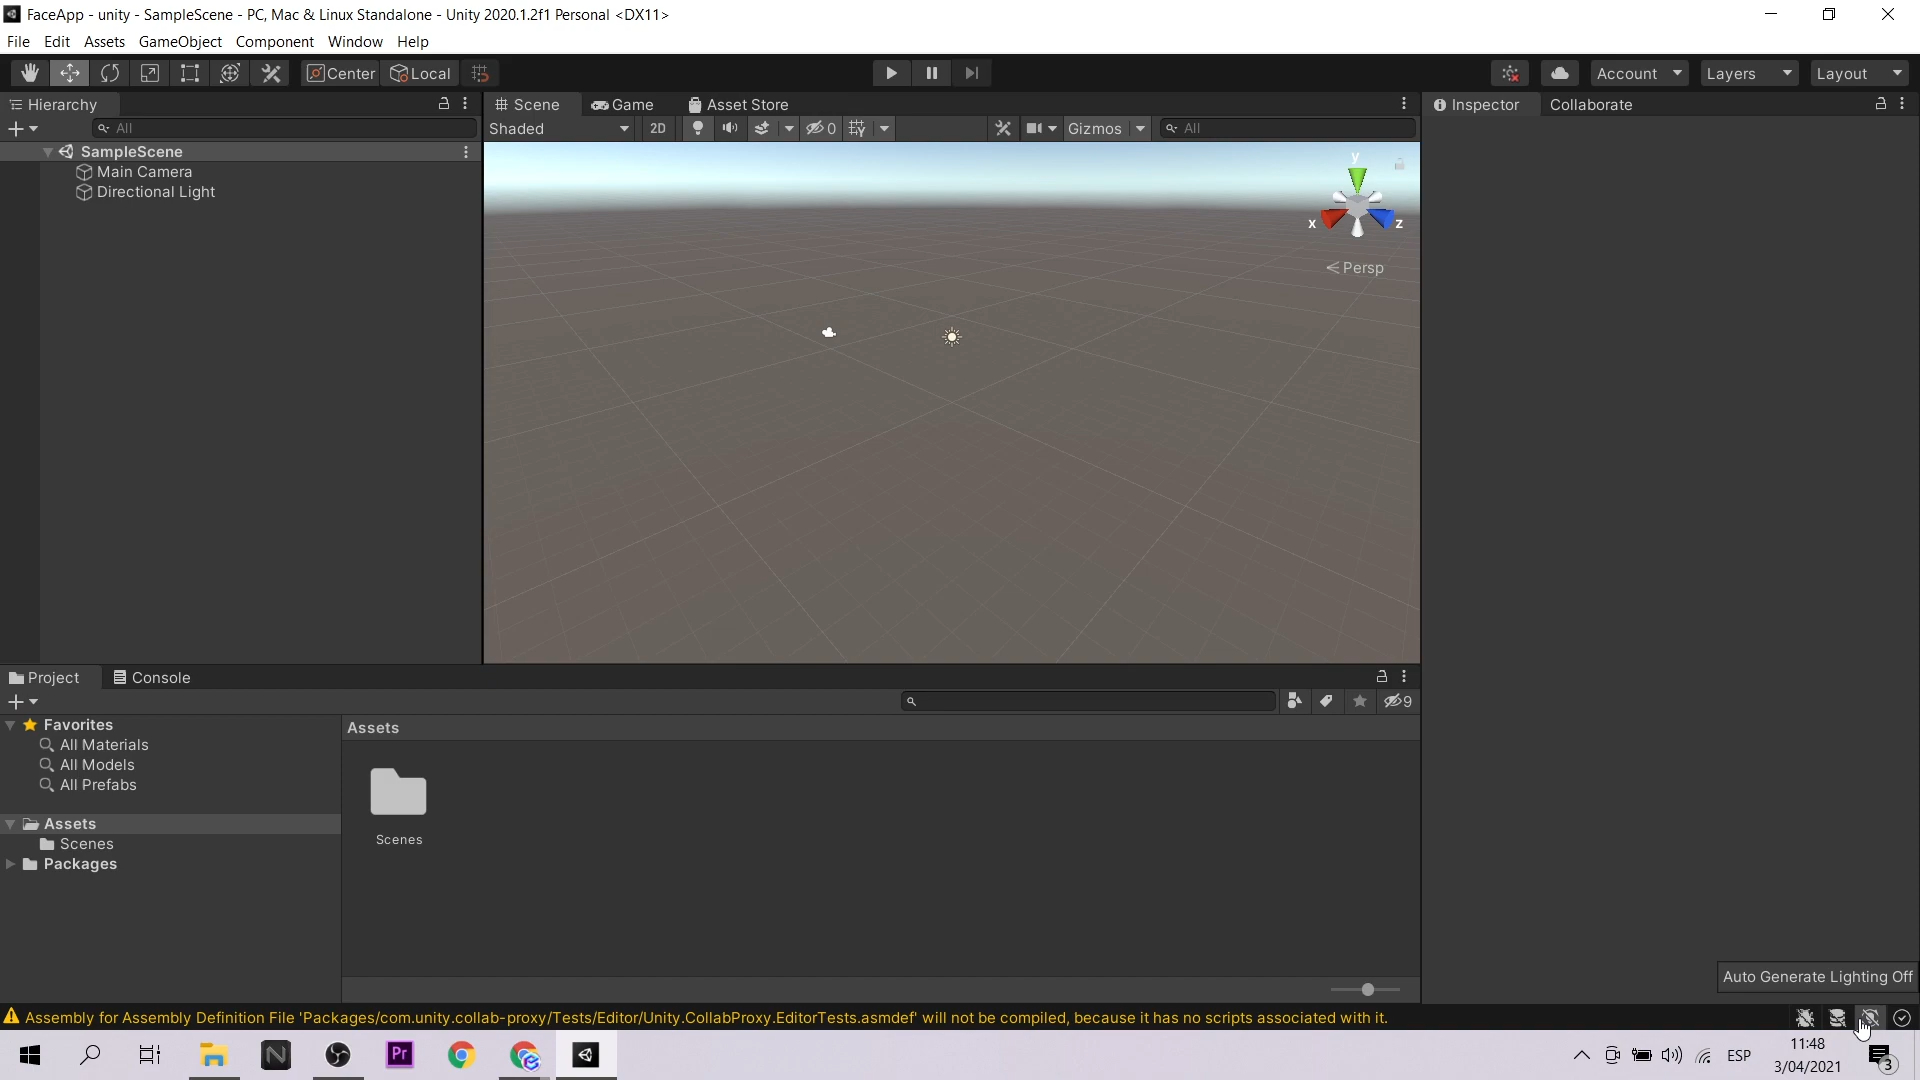 FaceApp - unity - SampleScene - PC, Mac & Linux Standalone - Unity 2020.1.2f1 Personal <DX11>
File Edit Assets GameObject Component Window Help
Center Local Account Layers Layout
Hierarchy Scene Game Asset Store Inspector Collaborate
All Shaded 2D 0 Gizmos All
SampleScene
Main Camera
Directional Light
y
x z
Persp
Project Console
9
Favorites
All Materials
All Models
All Prefabs
Assets
Scenes
Packages
Assets
Scenes
Auto Generate Lighting Off
Assembly for Assembly Definition File 'Packages/com.unity.collab-proxy/Tests/Editor/Unity.CollabProxy.EditorTests.asmdef' will not be compiled, because it has no scripts associated with it.
N Pr ESP
11:48
3/04/2021
3